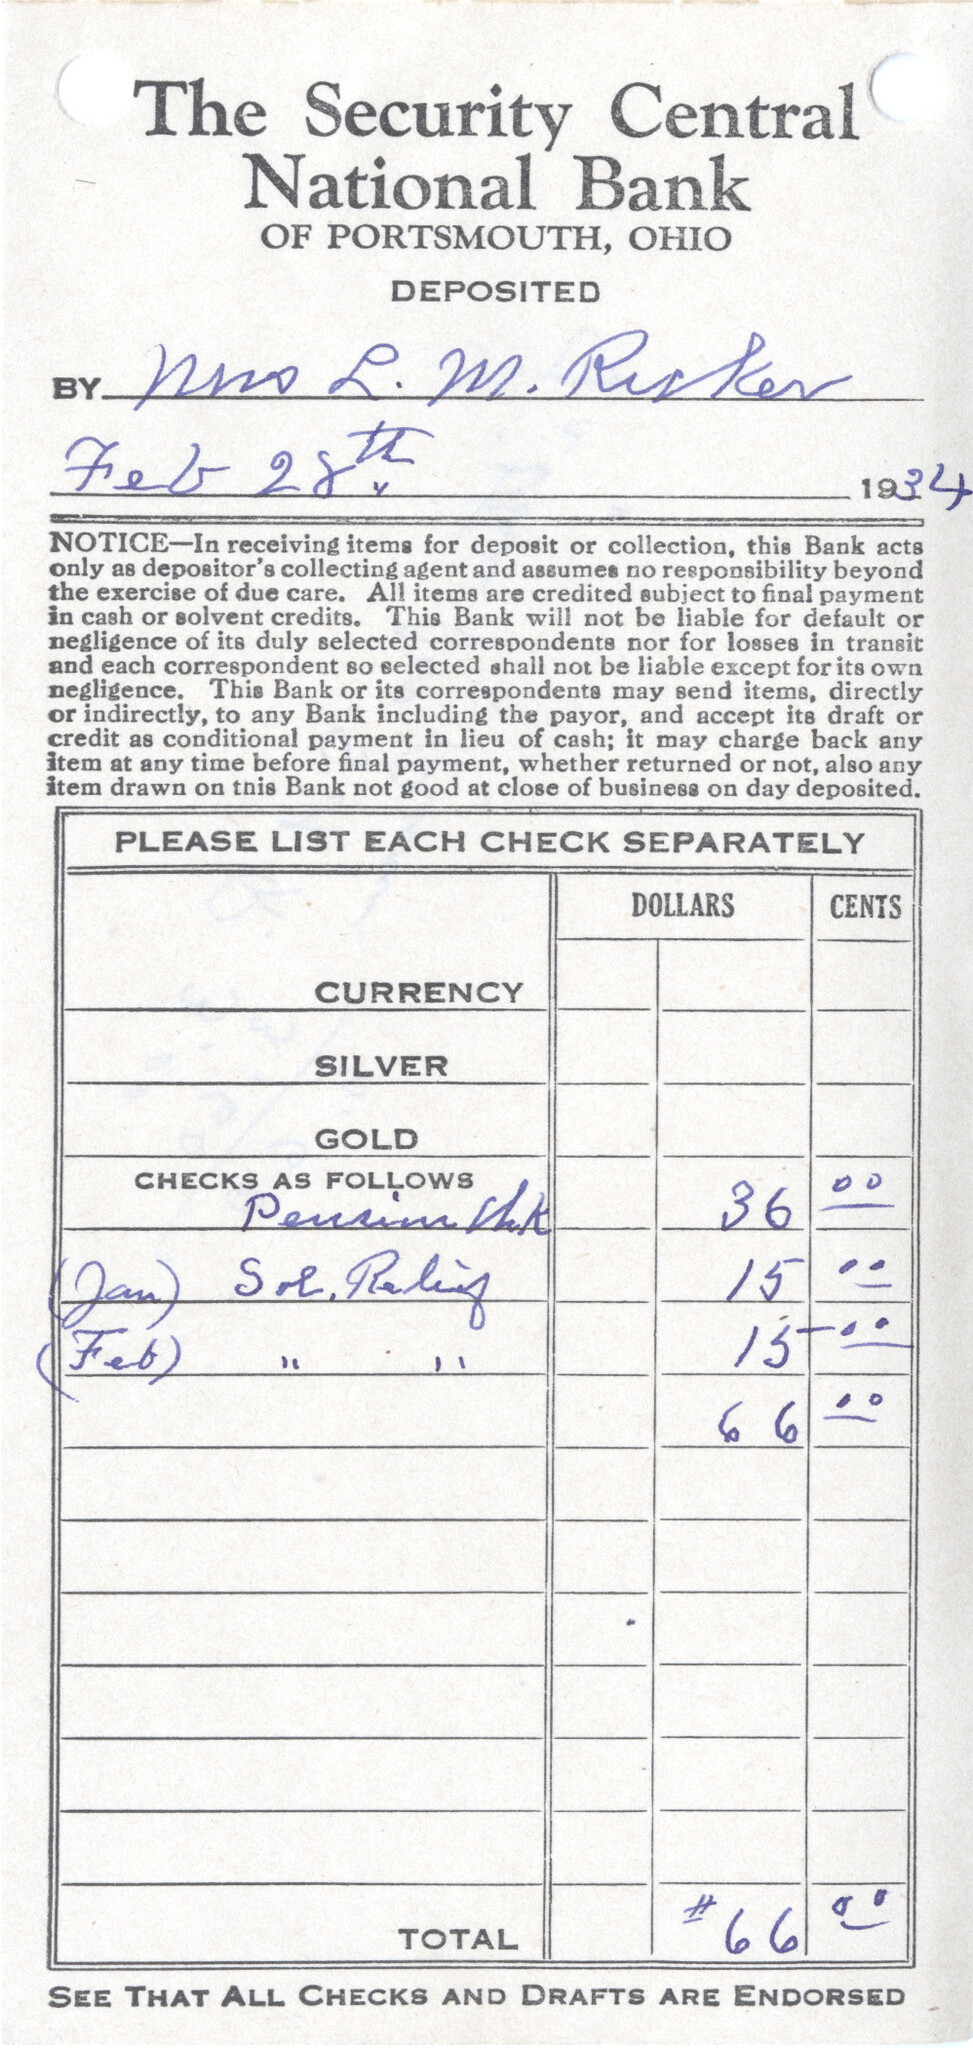 The Security Central
National Bank
OF PORTSMOUTH, OHIO
DEPOSITED
BY Mrs L. M.
Feb 28th 1934
NOTICE—In receiving items for deposit or collection, this Bank acts
only as depositor's collecting agent and assumes no responsibility beyond
the exercise of due care. All items are credited subject to final payment
in cash or solvent credits. This Bank will not be liable for default or
negligence of its duly selected correspondents nor for losses in transit
and each correspondent so selected shall not be liable except for its own
negligence. This Bank or its correspondents may send items, directly
or indirectly, to any Bank including the payor, and accept its draft or
credit as conditional payment in lieu of cash; it may charge back any
item at any time before final payment, whether returned or not, also any
item drawn on this Bank not good at close of business on day deposited.
PLEASE LIST EACH CHECK SEPARATELY
DOLLARS CENTS
CURRENCY
SILVER
GOLD
CHECKS AS FOLLOWS
Pension 36 00
(Jan) Sol. Relief 15 00
(Feb) " " 15 00
66 00
TOTAL # 66 00
SEE THAT ALL CHECKS AND DRAFTS ARE ENDORSED